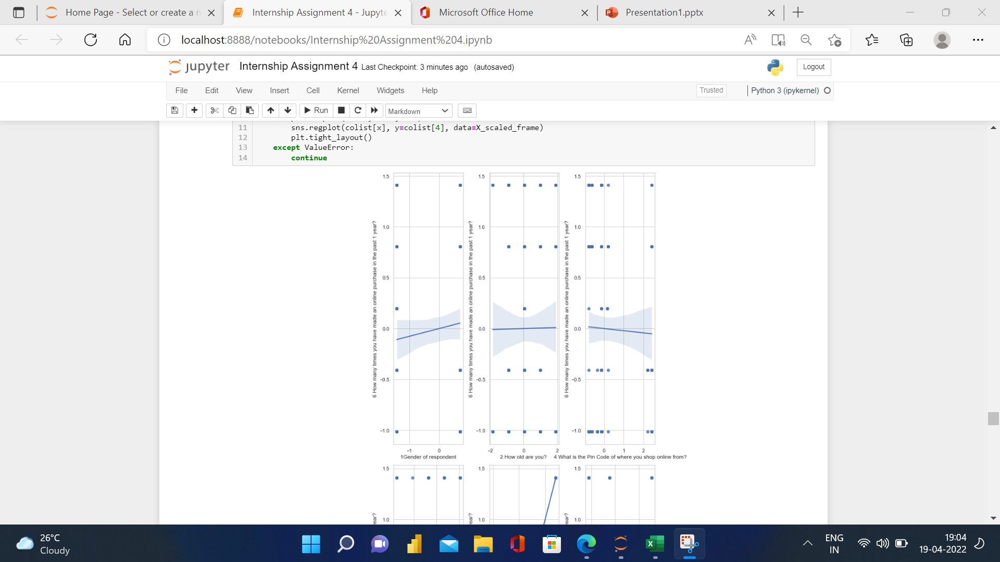 Home Page - Select or create a n
Internship Assignment 4 - Jupyte
Microsoft Office Home
Presentation1.pptx
localhost:8888/notebooks/Internship%20Assignment%204.ipynb
jupyter Internship Assignment 4 Last Checkpoint: 3 minutes ago (autosaved)
Logout
File Edit View Insert Cell Kernel Widgets Help
Trusted
Python 3 (ipykernel)
Run
Markdown
11 sns.regplot(colist[x], y=colist[4], data=X_scaled_frame)
12 plt.tight_layout()
13 except ValueError:
14 continue
1.5 1.5 1.5
1.0 1.0 1.0
0.5 0.5 0.5
0.0 0.0 0.0
−0.5 −0.5 −0.5
−1.0 −1.0 −1.0
6 How many times you have made an online purchase in the past 1 year?
6 How many times you have made an online purchase in the past 1 year?
6 How many times you have made an online purchase in the past 1 year?
−1 0 −2 0 2 0 1 2
1Gender of respondent
2 How old are you?
4 What is the Pin Code of where you shop online from?
1.5 1.5 1.5
1.0 1.0 1.0
ear? ear? ear?
26°C
Cloudy
ENG
IN
19:04
19-04-2022